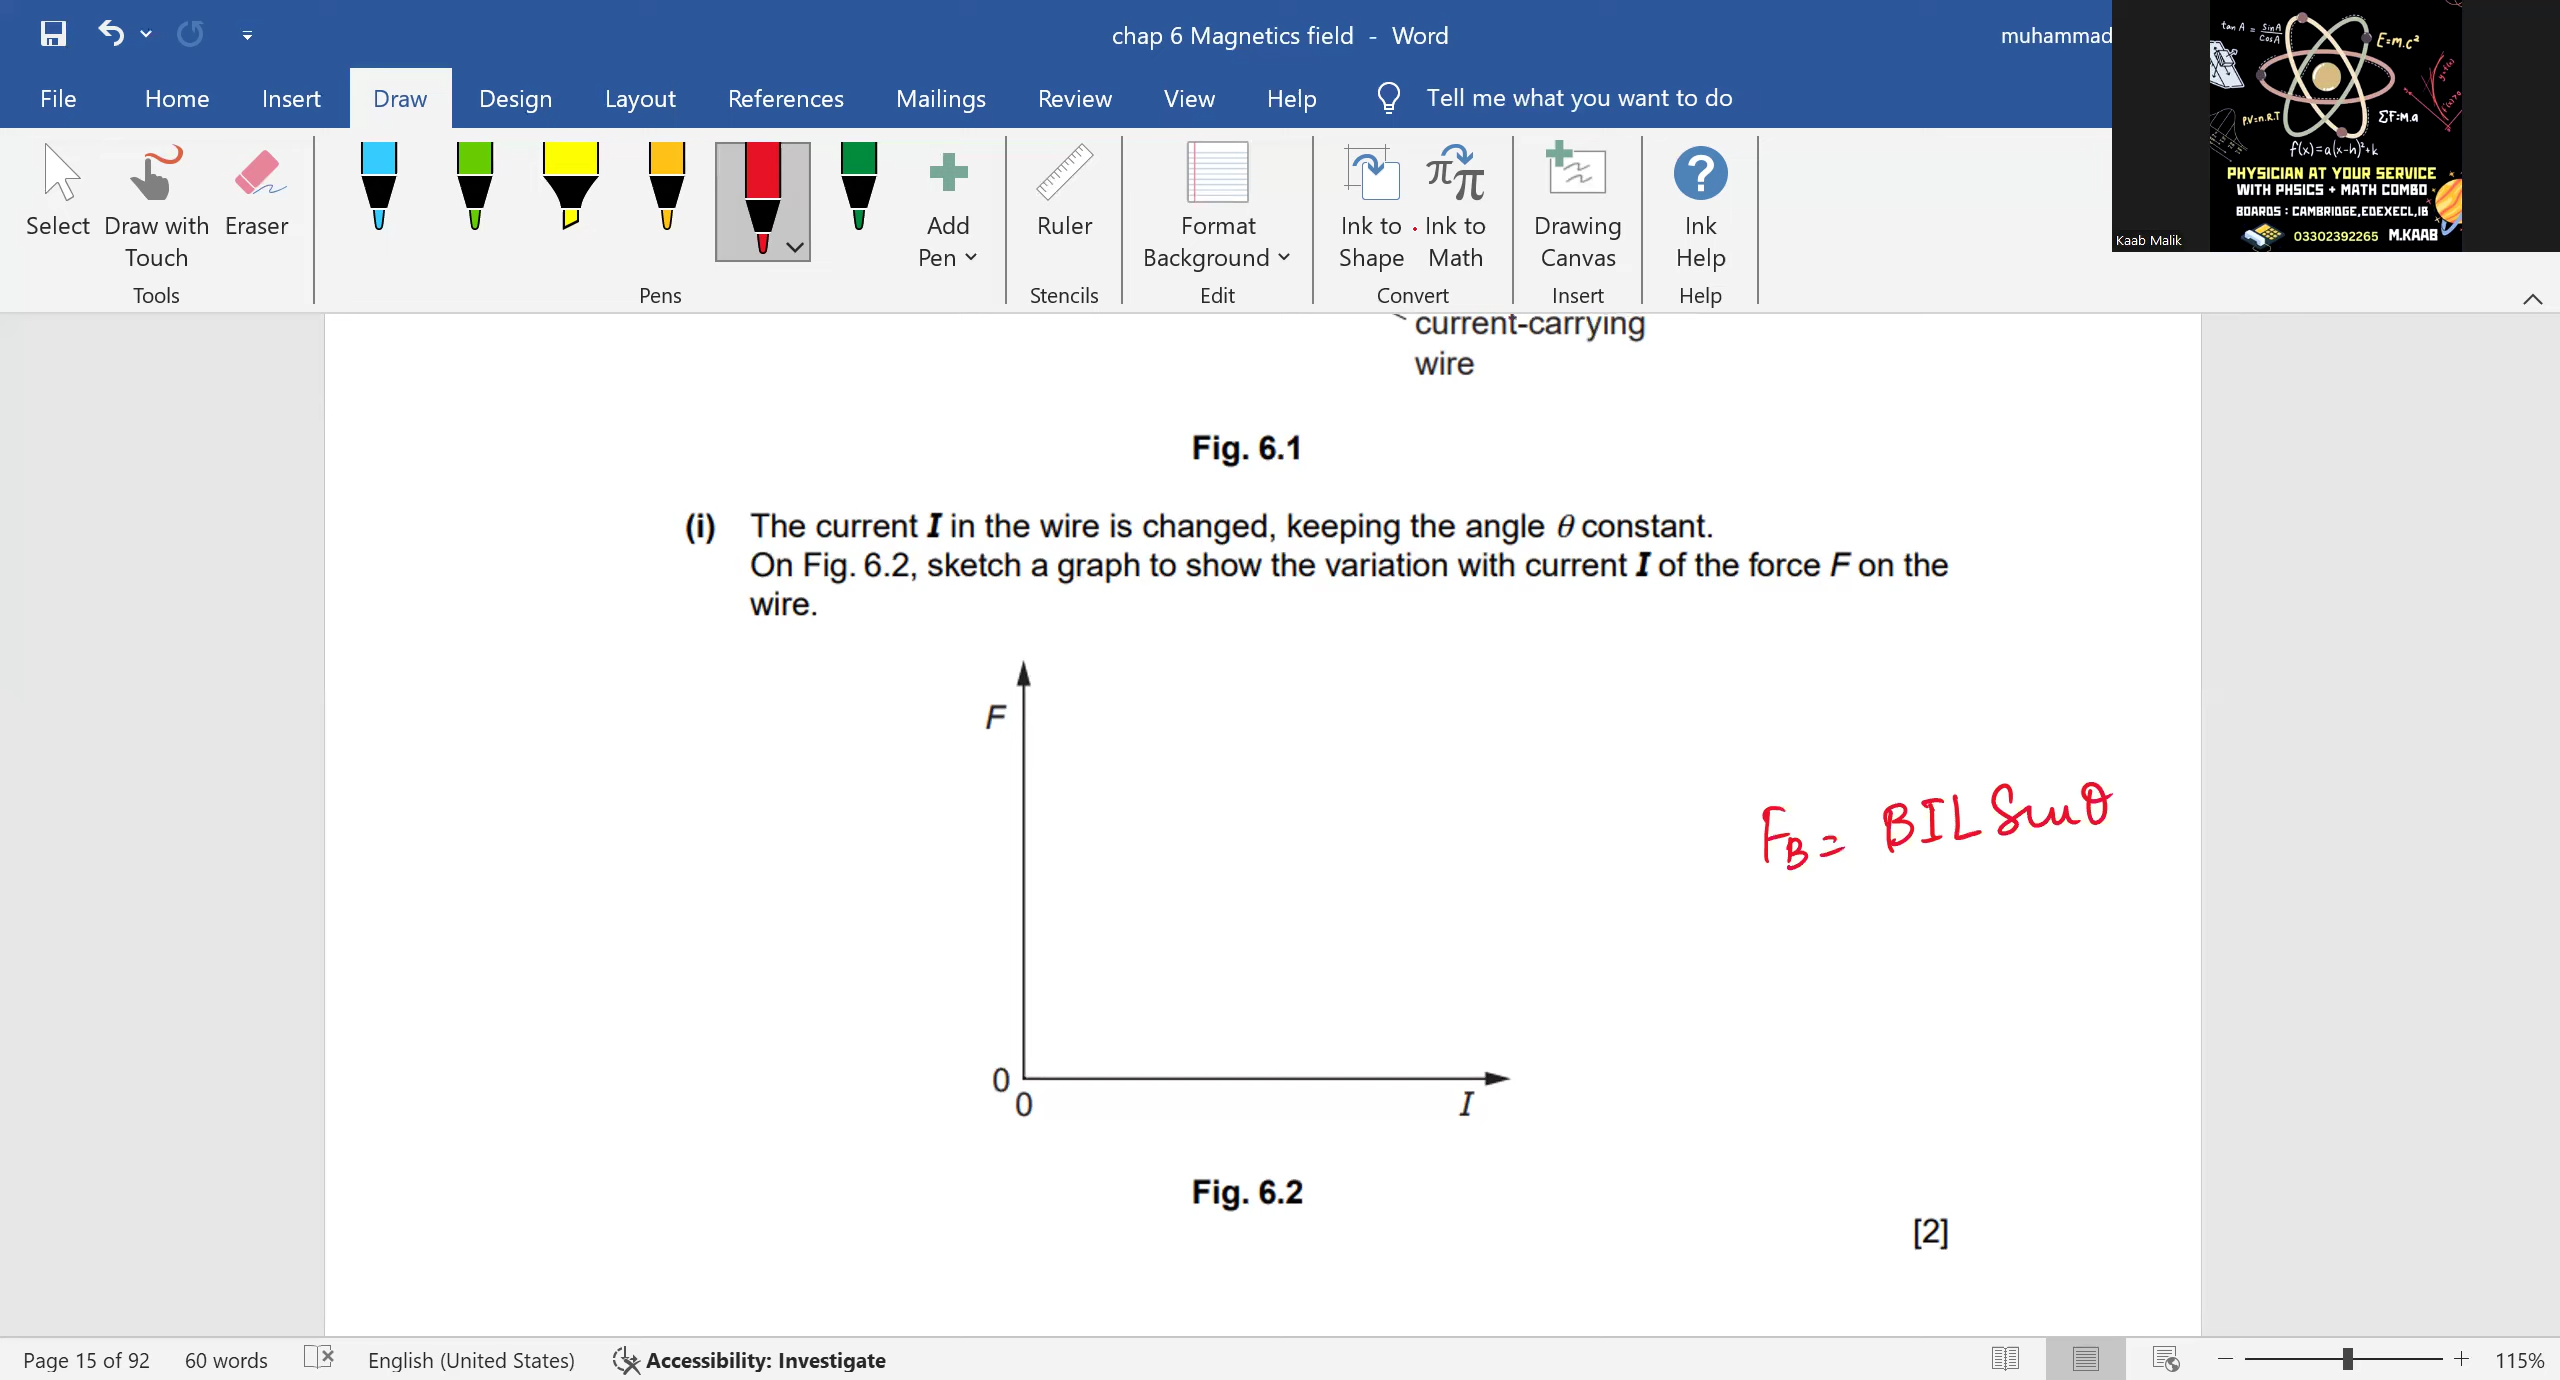 chap 6 Magnetics field - Word
muhammad
File Home Insert Draw Design Layout References Mailings Review View Help Tell me what you want to do
Select
Draw with Touch
Eraser
Tools
Pens
Add Pen
Ruler
Stencils
Format Background
Edit
Ink to Shape
Ink to Math
Convert
Drawing Canvas
Insert
Ink Help
Help
tan A = SinA
CosA
E=m.c²
P.V=n.R.T
ΣF=M.a
f(x)=a(x-h)²+k
PHYSICIAN AT YOUR SERVICE
WITH PHSICS + MATH COMBO
BOARDS : CAMBRIDGE,EDEXECL,IB
03302392265 M.KAAB
Kaab Malik
current-carrying
wire
Fig. 6.1
(i) The current I in the wire is changed, keeping the angle θ constant.
On Fig. 6.2, sketch a graph to show the variation with current I of the force F on the
wire.
F
F_B = BIL Sinθ
0
0 I
Fig. 6.2
[2]
Page 15 of 92 60 words English (United States) Accessibility: Investigate 115%